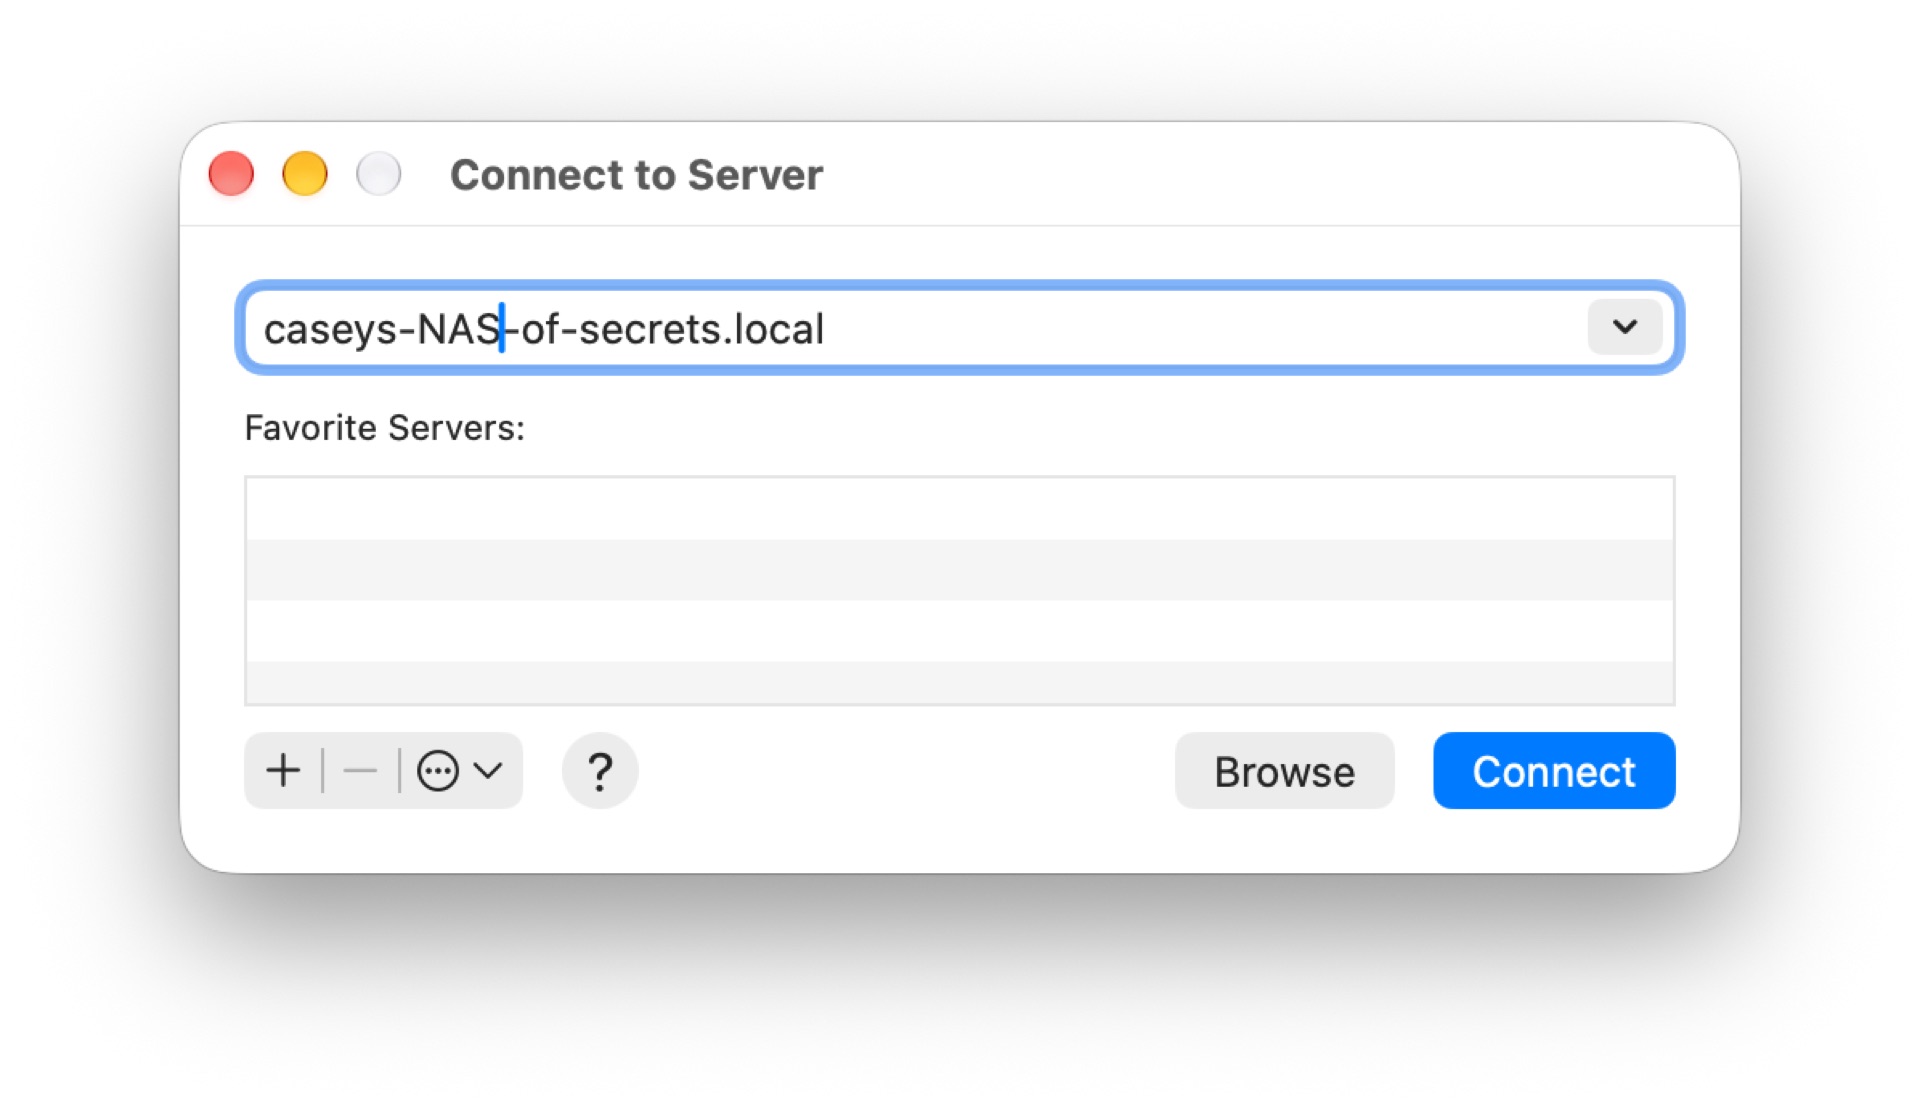 Connect to Server
caseys-NAS-of-secrets.local
Favorite Servers:
?
Browse
Connect